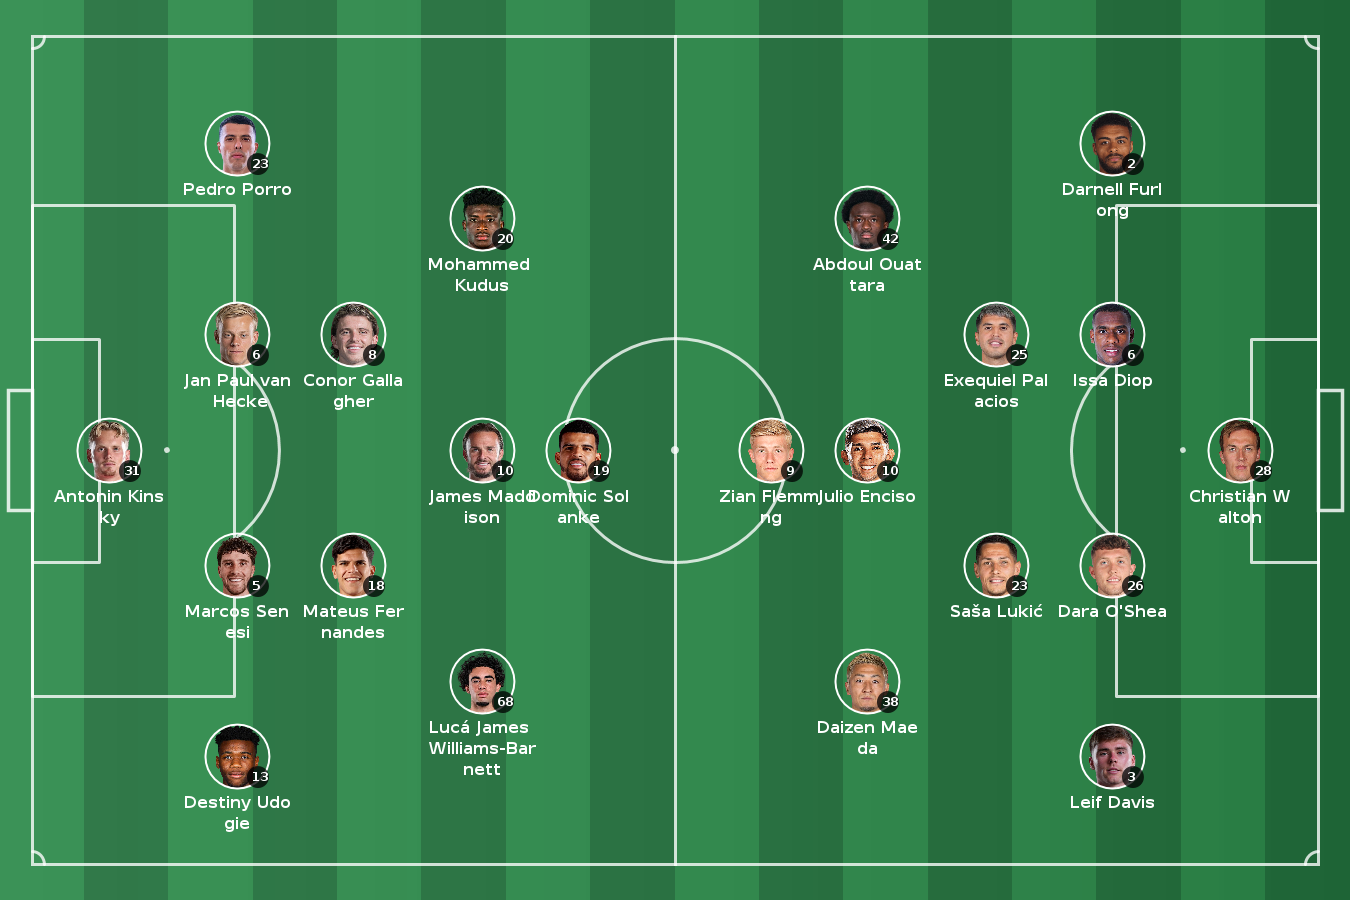 23
Pedro Porro
2
Darnell Furl
ong
20
Mohammed
Kudus
42
Abdoul Ouat
tara
6
Jan Paul van
Hecke
8
Conor Galla
gher
25
Exequiel Pal
acios
6
Issa Diop
31
Antonin Kins
ky
10
James Madd
ison
19
Dominic Sol
anke
9
Zian Flemmi
ng
10
Julio Enciso
28
Christian W
alton
5
Marcos Sen
esi
18
Mateus Fer
nandes
23
Saša Lukić
26
Dara O'Shea
68
Lucá James
Williams-Bar
nett
38
Daizen Mae
da
13
Destiny Udo
gie
3
Leif Davis